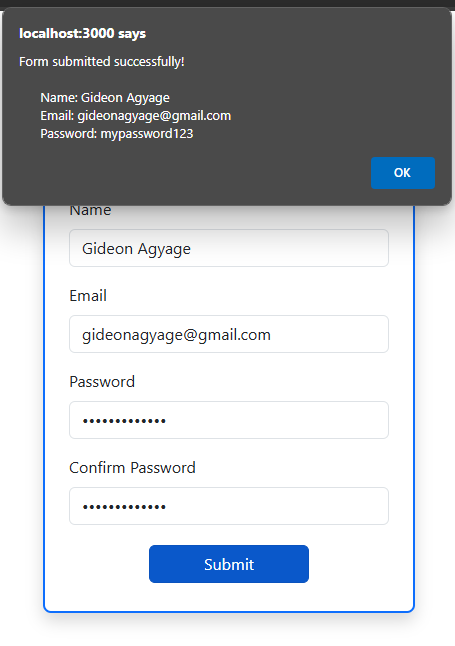 localhost:3000 says
Form submitted successfully!
Name: Gideon Agyage
Email: gideonagyage@gmail.com
Password: mypassword123
OK
Name
Gideon Agyage
Email
gideonagyage@gmail.com
Password
•••••••••••••
Confirm Password
•••••••••••••
Submit